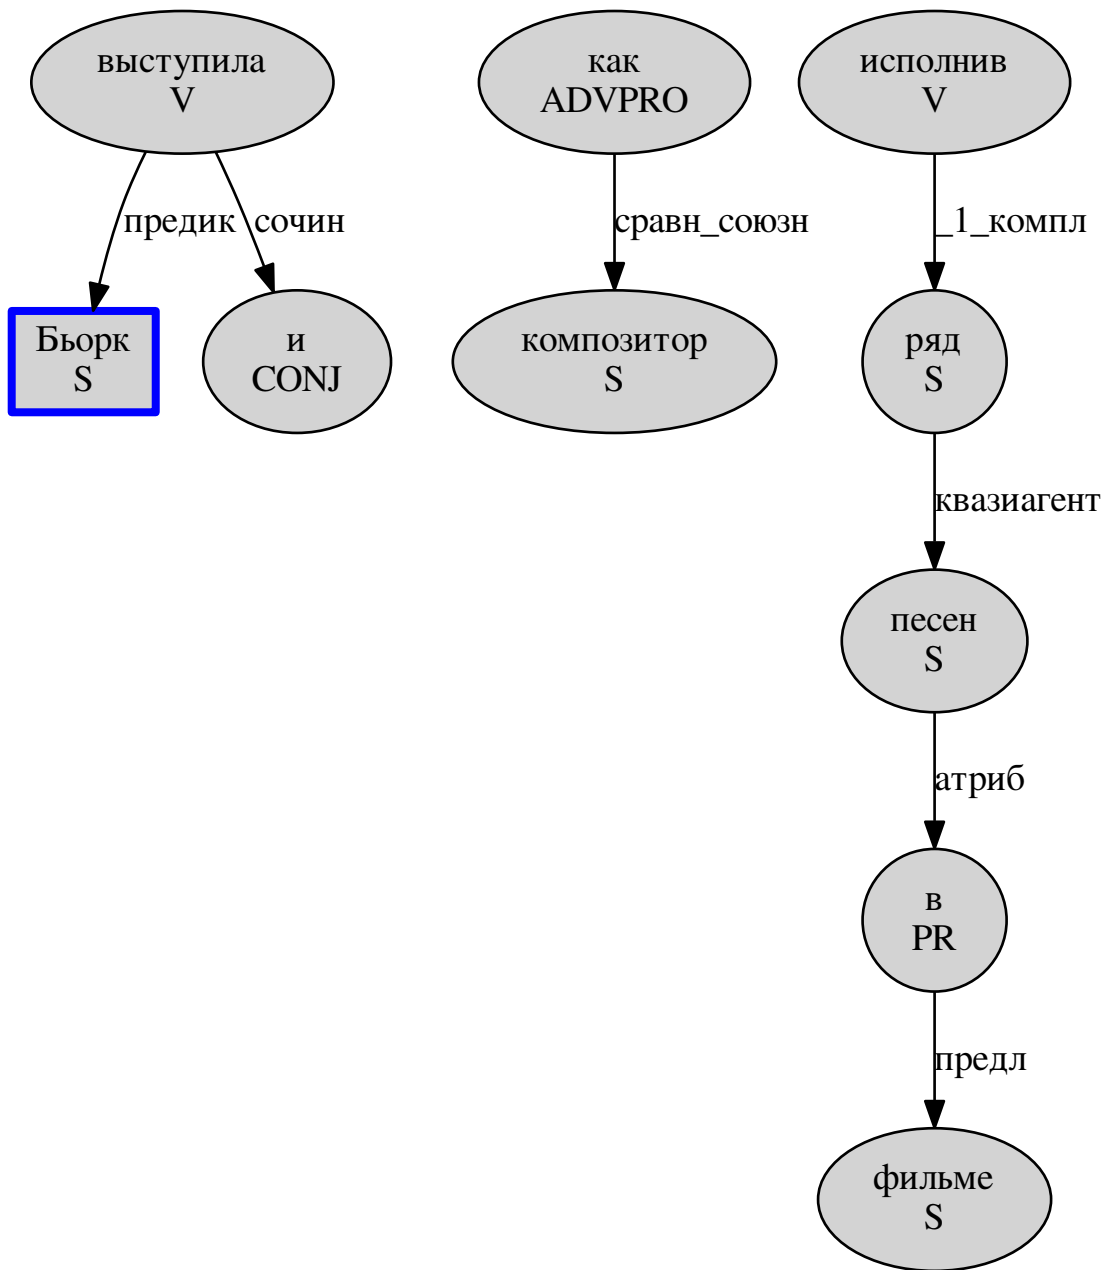 выступила
V
как
ADVPRO
исполнив
V
предик
сочин
сравн_союзн
_1_компл
Бьорк
S
и
CONJ
композитор
S
ряд
S
квазиагент
песен
S
атриб
в
PR
предл
фильме
S